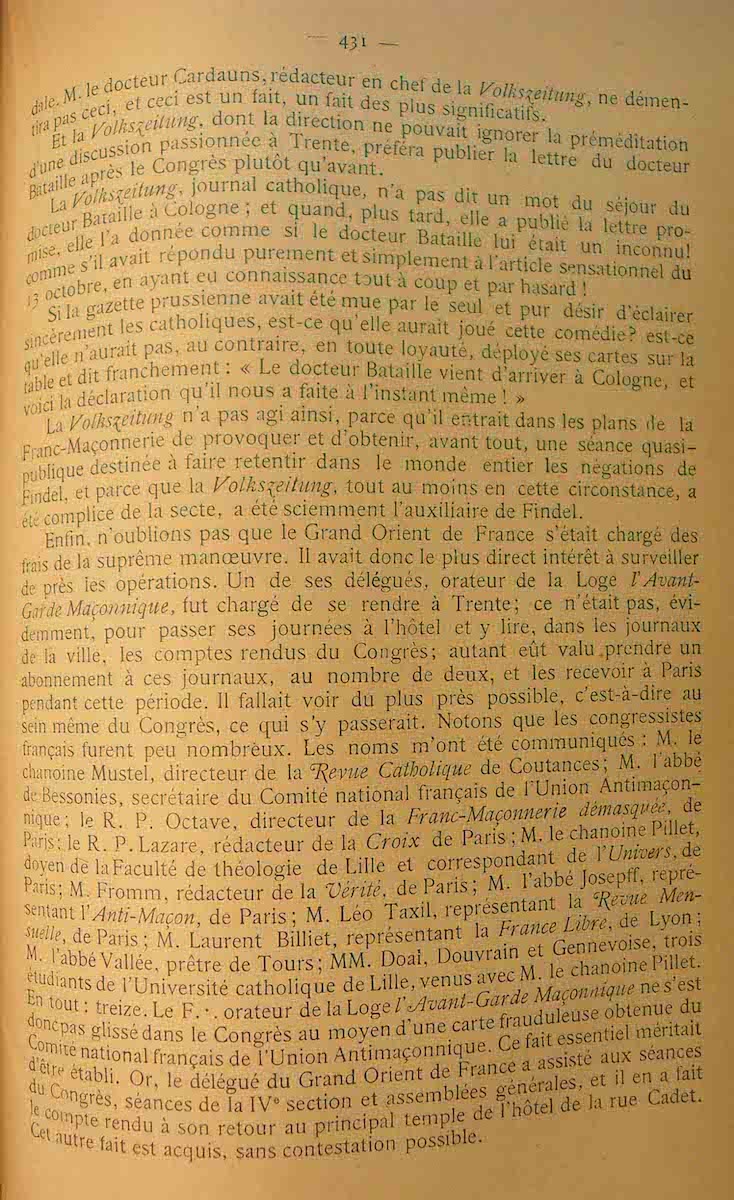 — 431 —
dale. M. le docteur Cardauns, rédacteur en chef de la Volkszeitung, ne démen-
tira pas ceci, et ceci est un fait, un fait des plus significatifs.
Et la Volkszeitung, dont la direction ne pouvait ignorer la préméditation
d'une discussion passionnée à Trente, préféra publier la lettre du docteur
Bataille après le Congrès plutôt qu'avant.
La Volkszeitung, journal catholique, n'a pas dit un mot du séjour du
docteur Bataille à Cologne ; et quand, plus tard, elle a publié la lettre pro-
mise, elle l'a donnée comme si le docteur Bataille lui était un inconnu!
comme s'il avait répondu purement et simplement à l'article sensationnel du
13 octobre, en ayant eu connaissance tout à coup et par hasard !
Si la gazette prussienne avait été mue par le seul et pur désir d'éclairer
sincèrement les catholiques, est-ce qu'elle aurait joué cette comédie? est-ce
qu'elle n'aurait pas, au contraire, en toute loyauté, déployé ses cartes sur la
table et dit franchement : « Le docteur Bataille vient d'arriver à Cologne, et
voici la déclaration qu'il nous a faite à l'instant même ! »
La Volkszeitung n'a pas agi ainsi, parce qu'il entrait dans les plans de la
Franc-Maçonnerie de provoquer et d'obtenir, avant tout, une séance quasi-
publique destinée à faire retentir dans le monde entier les négations de
Findel, et parce que la Volkszeitung, tout au moins en cette circonstance, a
été complice de la secte, a été sciemment l'auxiliaire de Findel.
Enfin, n'oublions pas que le Grand Orient de France s'était chargé des
frais de la suprême manœuvre. Il avait donc le plus direct intérêt à surveiller
de près les opérations. Un de ses délégués, orateur de la Loge l'Avant-
Garde Maçonnique, fut chargé de se rendre à Trente; ce n'était pas, évi-
demment, pour passer ses journées à l'hôtel et y lire, dans les journaux
de la ville, les comptes rendus du Congrès; autant eût valu prendre un
abonnement à ces journaux, au nombre de deux, et les recevoir à Paris
pendant cette période. Il fallait voir du plus près possible, c'est-à-dire au
sein même du Congrès, ce qui s'y passerait. Notons que les congressistes
français furent peu nombreux. Les noms m'ont été communiqués : M. le
chanoine Mustel, directeur de la Revue Catholique de Coutances; M. l'abbé
de Bessonies, secrétaire du Comité national français de l'Union Antimaçon-
nique; le R. P. Octave, directeur de la Franc-Maçonnerie démasquée, de
Paris; le R. P. Lazare, rédacteur de la Croix de Paris; M. le chanoine Pillet,
doyen de la Faculté de théologie de Lille et correspondant de l'Univers, de
Paris; M. Fromm, rédacteur de la Vérité, de Paris; M. l'abbé Josepff, repré-
sentant l'Anti-Maçon, de Paris; M. Léo Taxil, représentant la Revue Men-
suelle, de Paris; M. Laurent Billiet, représentant la France Libre, de Lyon;
M. l'abbé Vallée, prêtre de Tours; MM. Doal, Douvrain et Gennevoise, trois
étudiants de l'Université catholique de Lille, venus avec M. le chanoine Pillet.
En tout : treize. Le F∴ orateur de la Loge l'Avant-Garde Maçonnique ne s'est
donc pas glissé dans le Congrès au moyen d'une carte frauduleuse obtenue du
Comité national français de l'Union Antimaçonnique. Ce fait essentiel méritait
d'être établi. Or, le délégué du Grand Orient de France a assisté aux séances
du Congrès, séances de la IVe section et assemblées générales, et il en a fait
le compte rendu à son retour au principal temple de l'hôtel de la rue Cadet.
Cet autre fait est acquis, sans contestation possible.